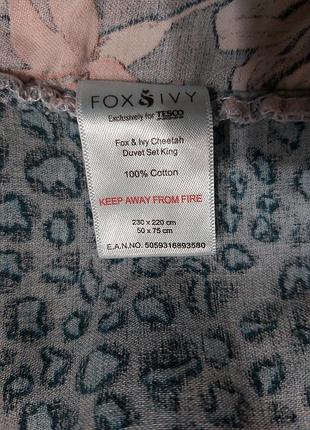 FOX & IVY
Exclusively for TESCO
Fox & Ivy Cheetah
Duvet Set King
100% Cotton
KEEP AWAY FROM FIRE
230 x 220 cm
50 x 75 cm
E.A.N.NO. 5059316893580